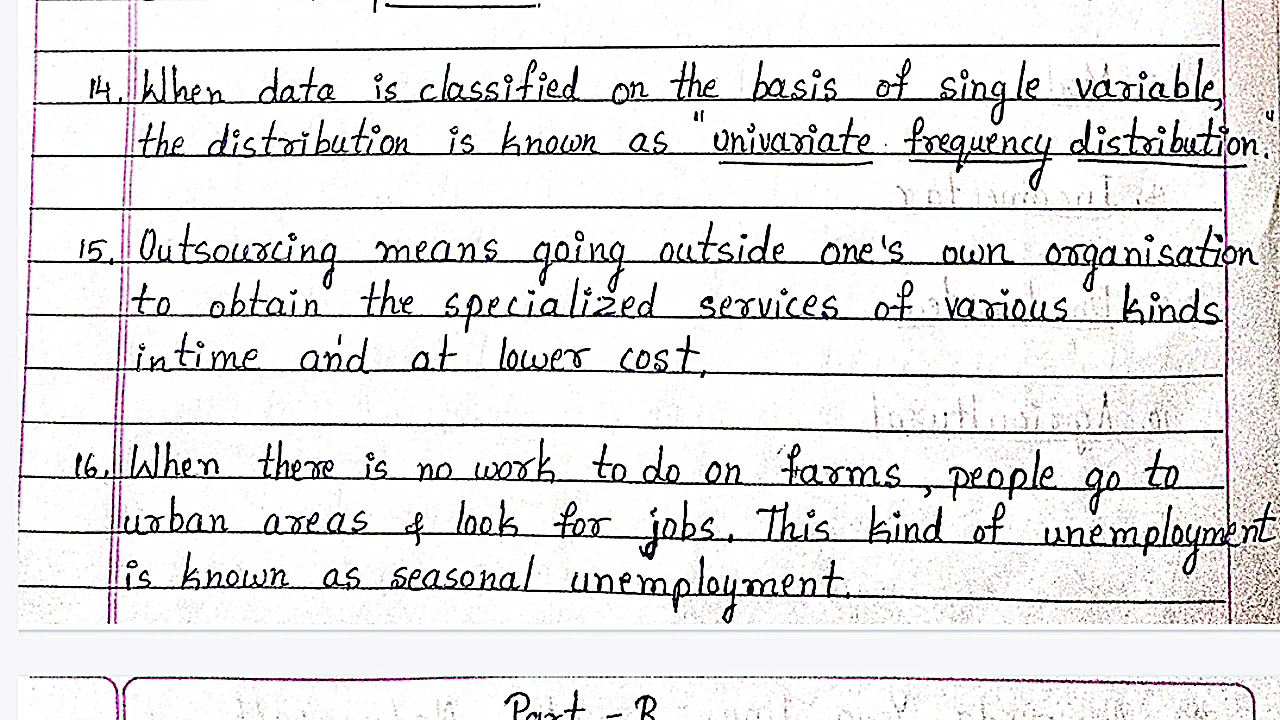 14. When data is classified on the basis of single variable,
the distribution is known as "univariate frequency distribution."
15. Outsourcing means going outside one's own organisation
to obtain the specialized services of various kinds
in time and at lower cost.
16. When there is no work to do on farms, people go to
urban areas & look for jobs. This kind of unemployment
is known as seasonal unemployment.
Part - B